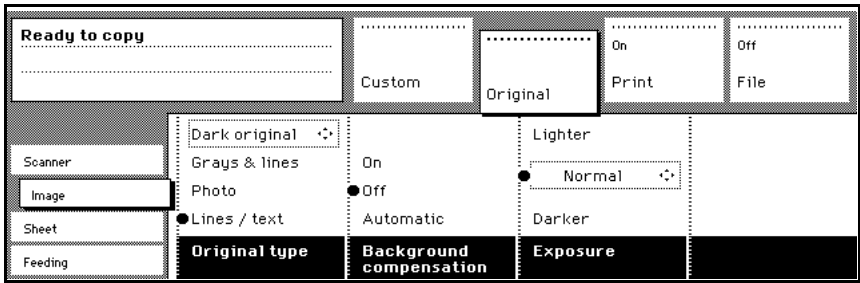 Ready to copy
Custom
Original
On
Print
Off
File
Scanner
Image
Sheet
Feeding
Dark original
Grays & lines
Photo
Lines / text
Original type
On
Off
Automatic
Background
compensation
Lighter
Normal
Darker
Exposure